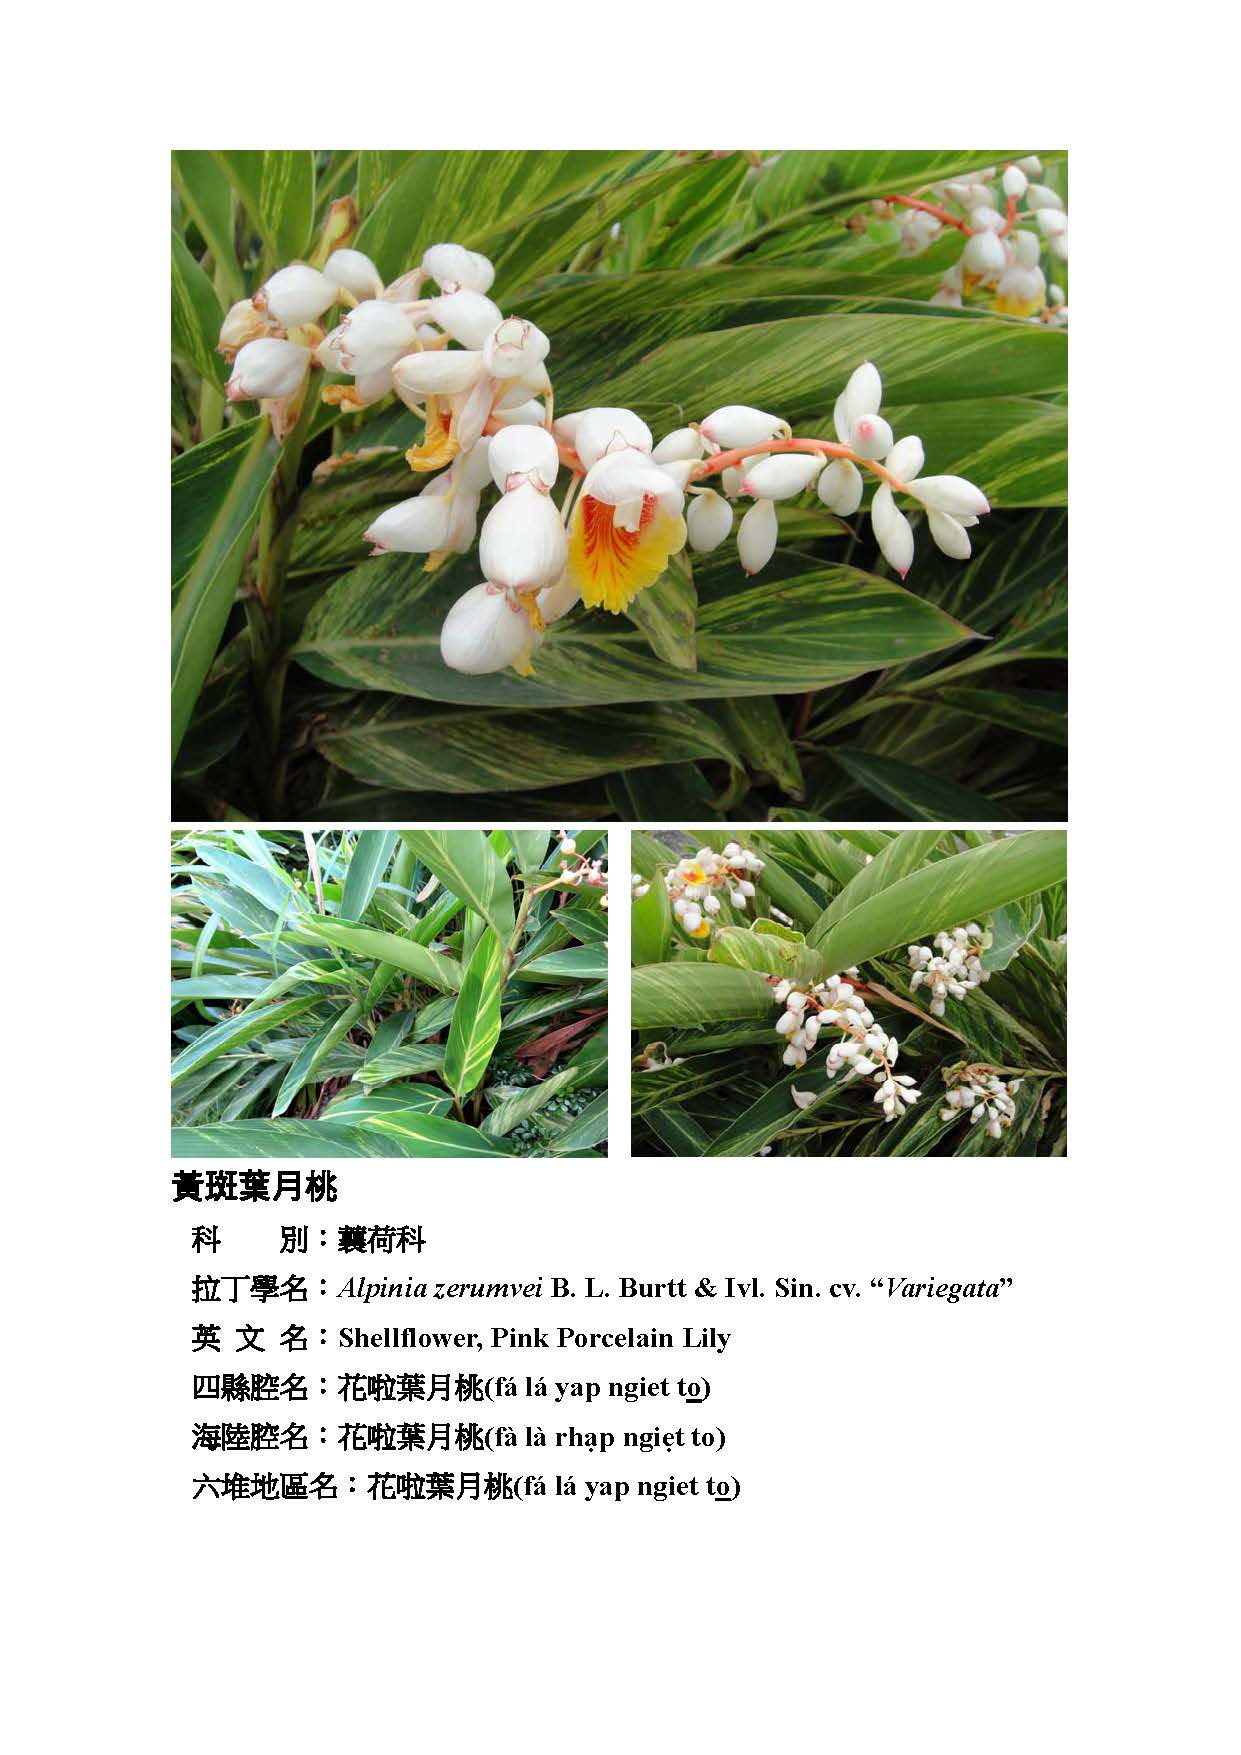 黃斑葉月桃
科　　別：蘘荷科
拉丁學名：Alpinia zerumvei B. L. Burtt & Ivl. Sin. cv. “Variegata”
英 文 名：Shellflower, Pink Porcelain Lily
四縣腔名：花啦葉月桃(fá lá yap ngiet to)
海陸腔名：花啦葉月桃(fà là rhạp ngiẹt to)
六堆地區名：花啦葉月桃(fá lá yap ngiet to)